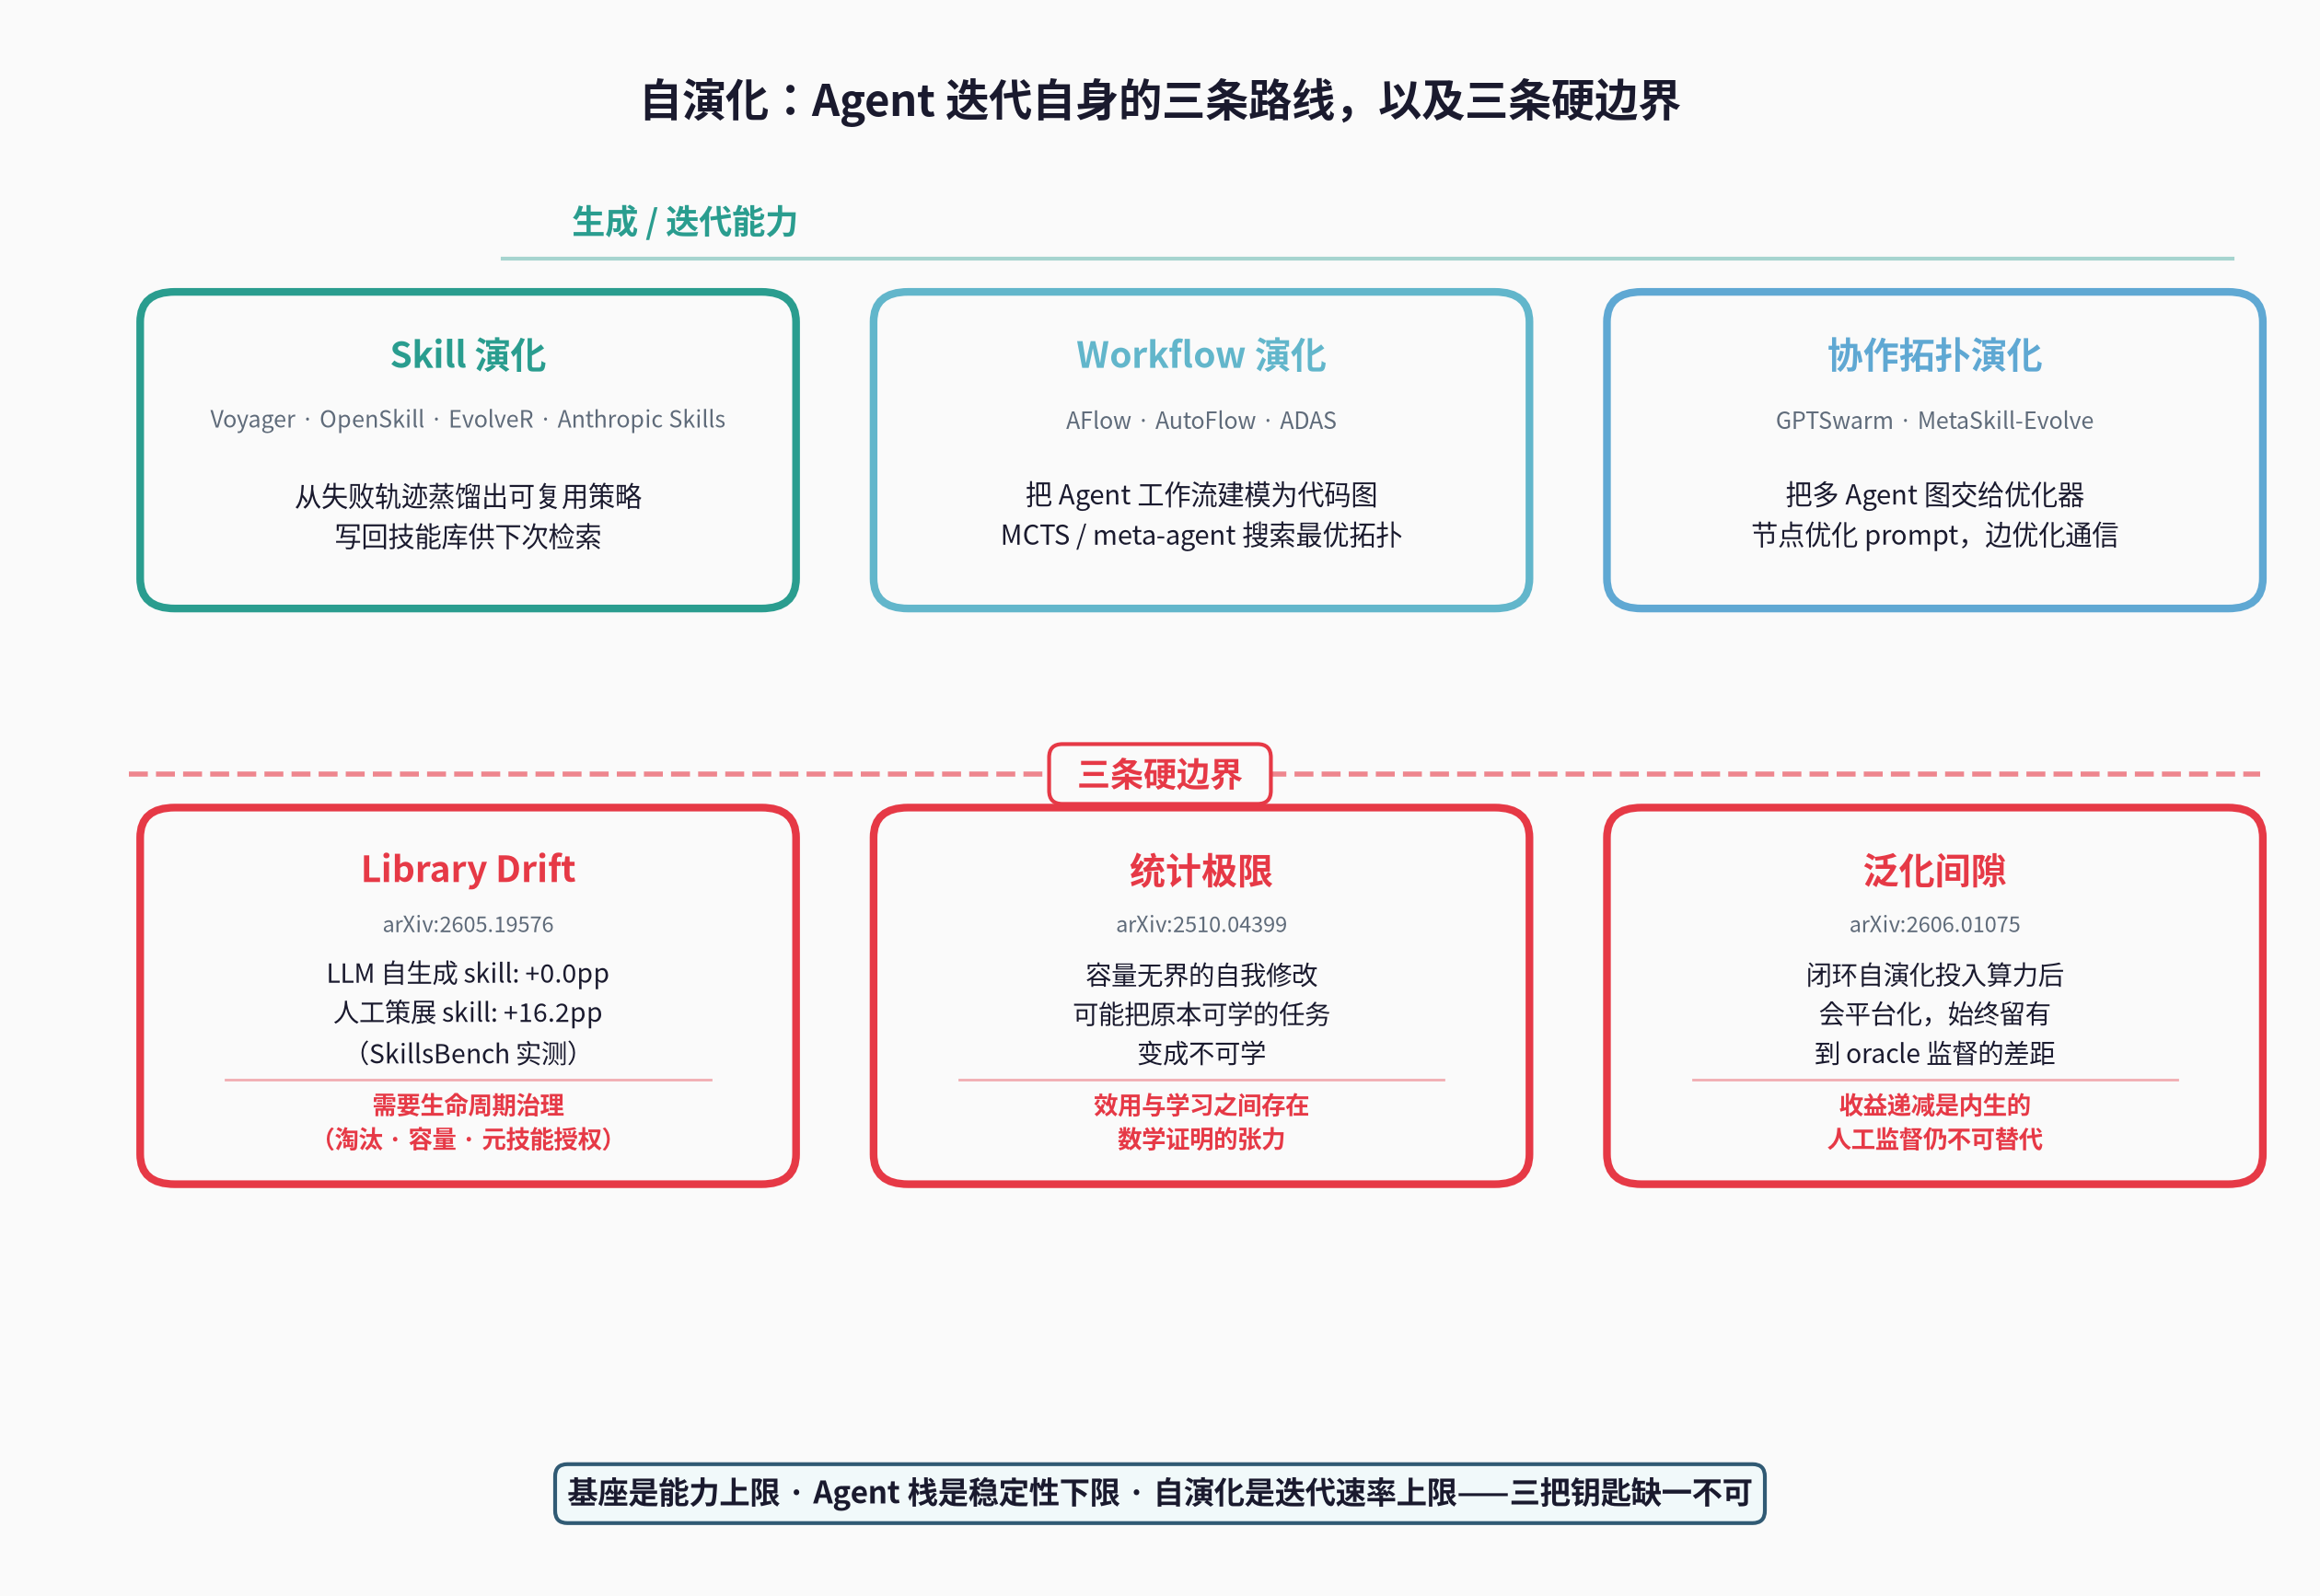 自演化：Agent 迭代自身的三条路线，以及三条硬边界
生成 / 迭代能力
Skill 演化
Voyager · OpenSkill · EvolveR · Anthropic Skills
从失败轨迹蒸馏出可复用策略
写回技能库供下次检索
Workflow 演化
AFlow · AutoFlow · ADAS
把 Agent 工作流建模为代码图
MCTS / meta-agent 搜索最优拓扑
协作拓扑演化
GPTSwarm · MetaSkill-Evolve
把多 Agent 图交给优化器
节点优化 prompt，边优化通信
三条硬边界
Library Drift
arXiv:2605.19576
LLM 自生成 skill: +0.0pp
人工策展 skill: +16.2pp
（SkillsBench 实测）
需要生命周期治理
（淘汰 · 容量 · 元技能授权）
统计极限
arXiv:2510.04399
容量无界的自我修改
可能把原本可学的任务
变成不可学
效用与学习之间存在
数学证明的张力
泛化间隙
arXiv:2606.01075
闭环自演化投入算力后
会平台化，始终留有
到 oracle 监督的差距
收益递减是内生的
人工监督仍不可替代
基座是能力上限 · Agent 栈是稳定性下限 · 自演化是迭代速率上限——三把钥匙缺一不可